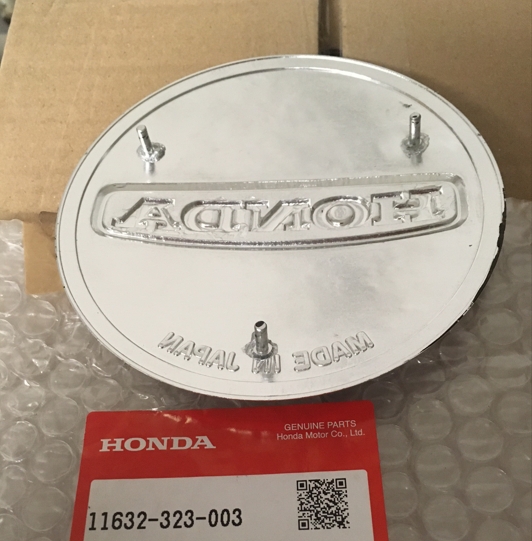 HONDA
MADE IN JAPAN
HONDA
GENUINE PARTS
Honda Motor Co., Ltd.
11632-323-003